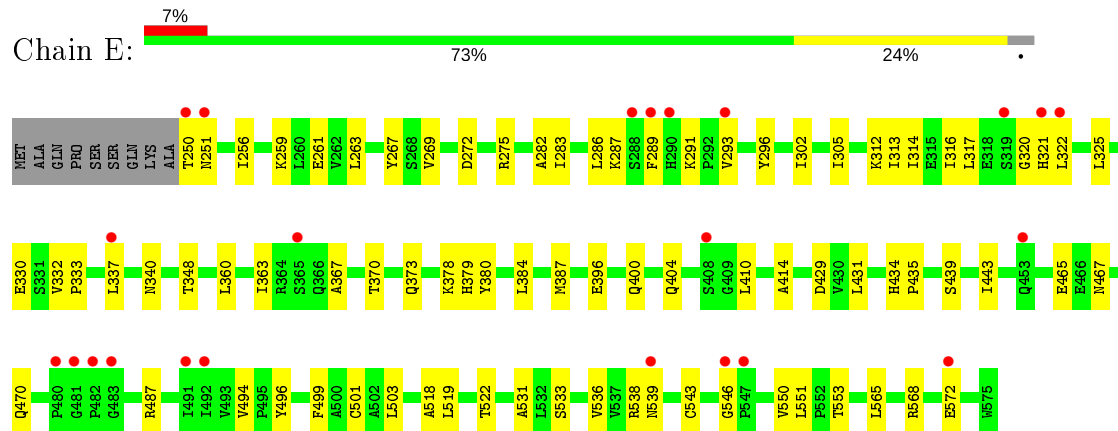 7%
Chain E:
73% 24% •
MET ALA GLN PRO SER SER GLN LYS ALA T250 N251 I256 K259 L260 E261 V262 L263 Y267 S268 V269 D272 R275 A282 I283 L286 K287 S288 F289 H290 K291 P292 V293 Y296 I302 I305 K312 I313 I314 E315 I316 L317 E318 S319 G320 H321 L322 L325
E330 S331 V332 P333 L337 N340 T348 L360 I363 R364 S365 Q366 A367 T370 Q373 K378 H379 Y380 L384 M387 E396 Q400 Q404 S408 G409 L410 A414 D429 V430 L431 H434 P435 S439 I443 Q453 E465 E466 N467
Q470 P480 G481 P482 G483 R487 I491 I492 V493 V494 P495 Y496 F499 A500 C501 A502 L503 A518 L519 T522 A531 L532 S533 V536 V537 R538 N539 C543 G546 P547 V550 L551 P552 T553 L565 R568 E572 W575